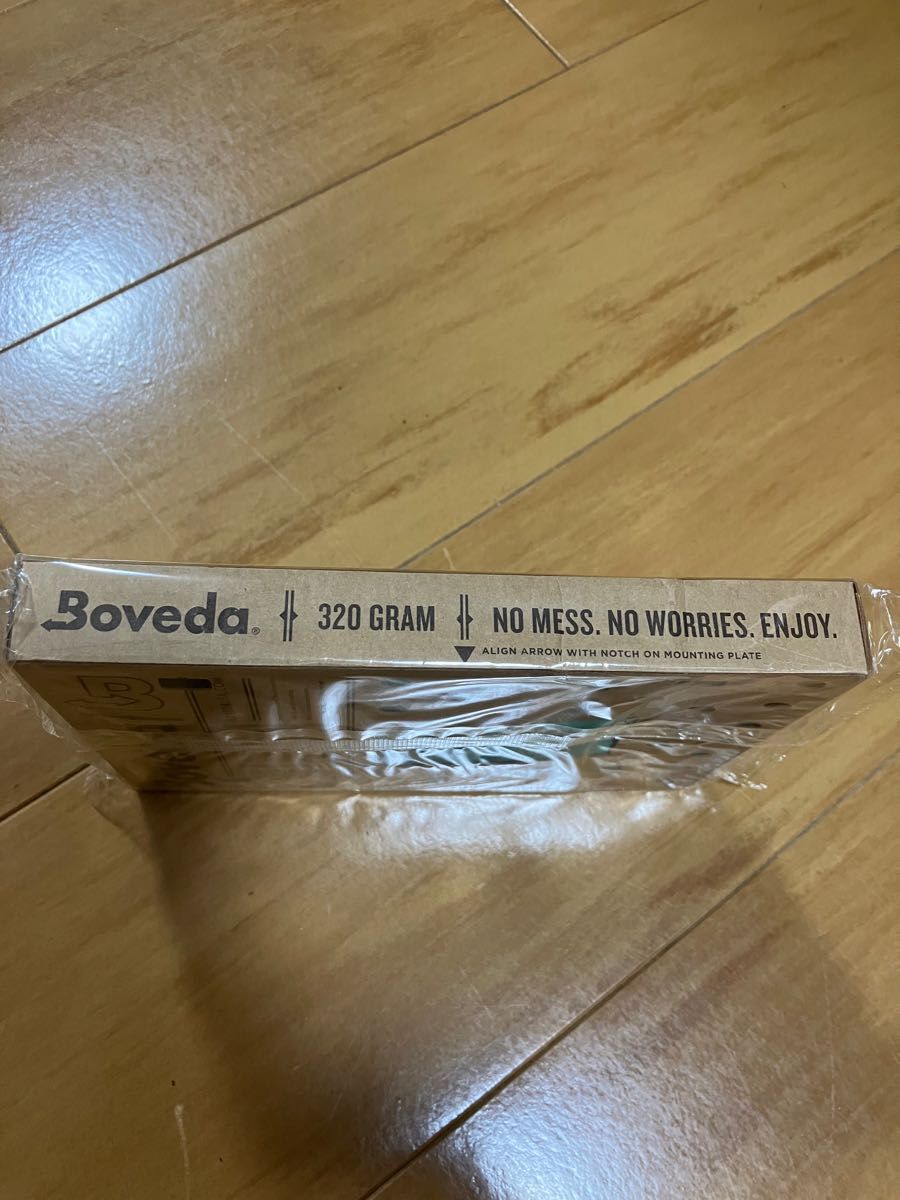 Boveda® 320 GRAM NO MESS. NO WORRIES. ENJOY.
ALIGN ARROW WITH NOTCH ON MOUNTING PLATE
B